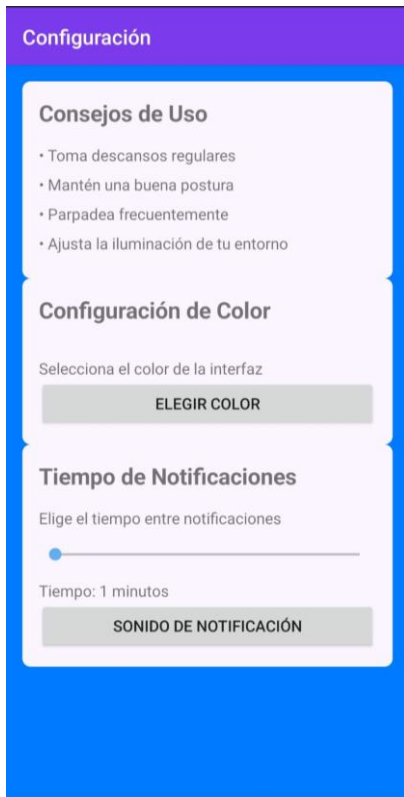 Configuración
Consejos de Uso
• Toma descansos regulares
• Mantén una buena postura
• Parpadea frecuentemente
• Ajusta la iluminación de tu entorno
Configuración de Color
Selecciona el color de la interfaz
ELEGIR COLOR
Tiempo de Notificaciones
Elige el tiempo entre notificaciones
Tiempo: 1 minutos
SONIDO DE NOTIFICACIÓN